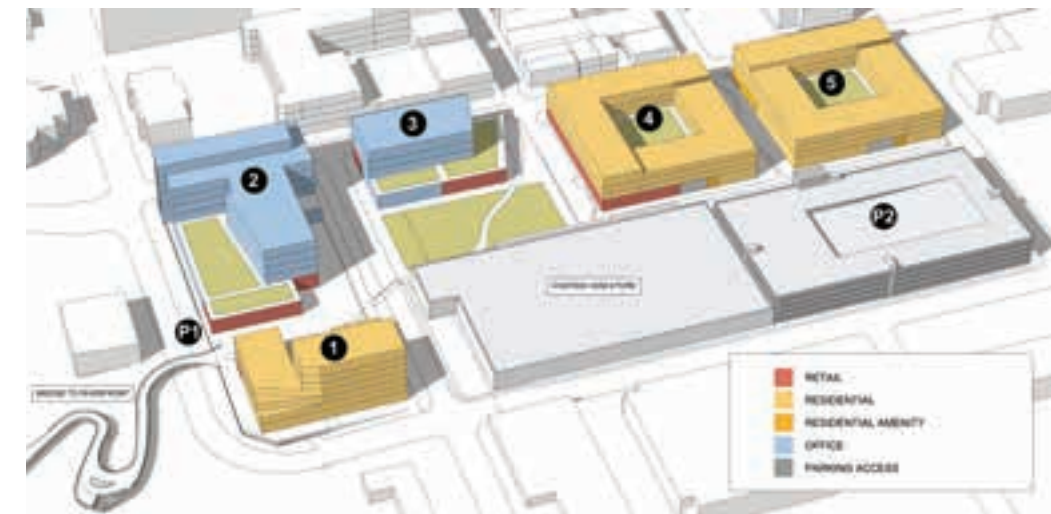 3
5
4
2
P2
P1
1
RETAIL
RESIDENTIAL
RESIDENTIAL AMENITY
OFFICE
PARKING ACCESS